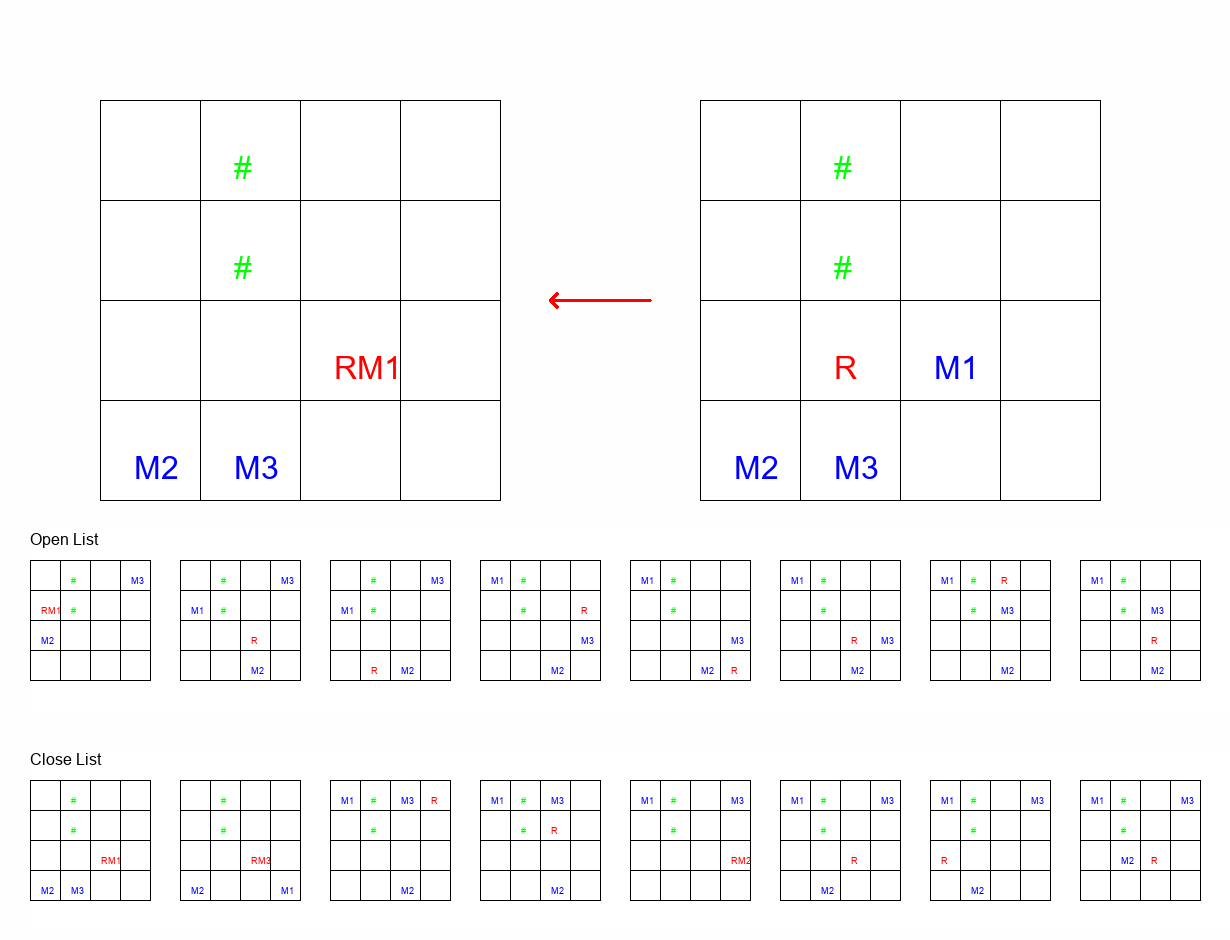 # #
# #
RM1 R M1
M2 M3 M2 M3
Open List
# M3 # M3 # M3 M1 # M1 # M1 # M1 # R M1 #
RM1 # M1 # M1 # # R # # # M3 # M3
M2 R M3 M3 R M3 R
M2 R M2 M2 M2 R M2 M2 M2
Close List
# # M1 # M3 R M1 # M3 M1 # M3 M1 # M3 M1 # M3 M1 # M3
# # # # R # # # #
RM1 RM3 RM2 R R M2 R
M2 M3 M2 M1 M2 M2 M2 M2